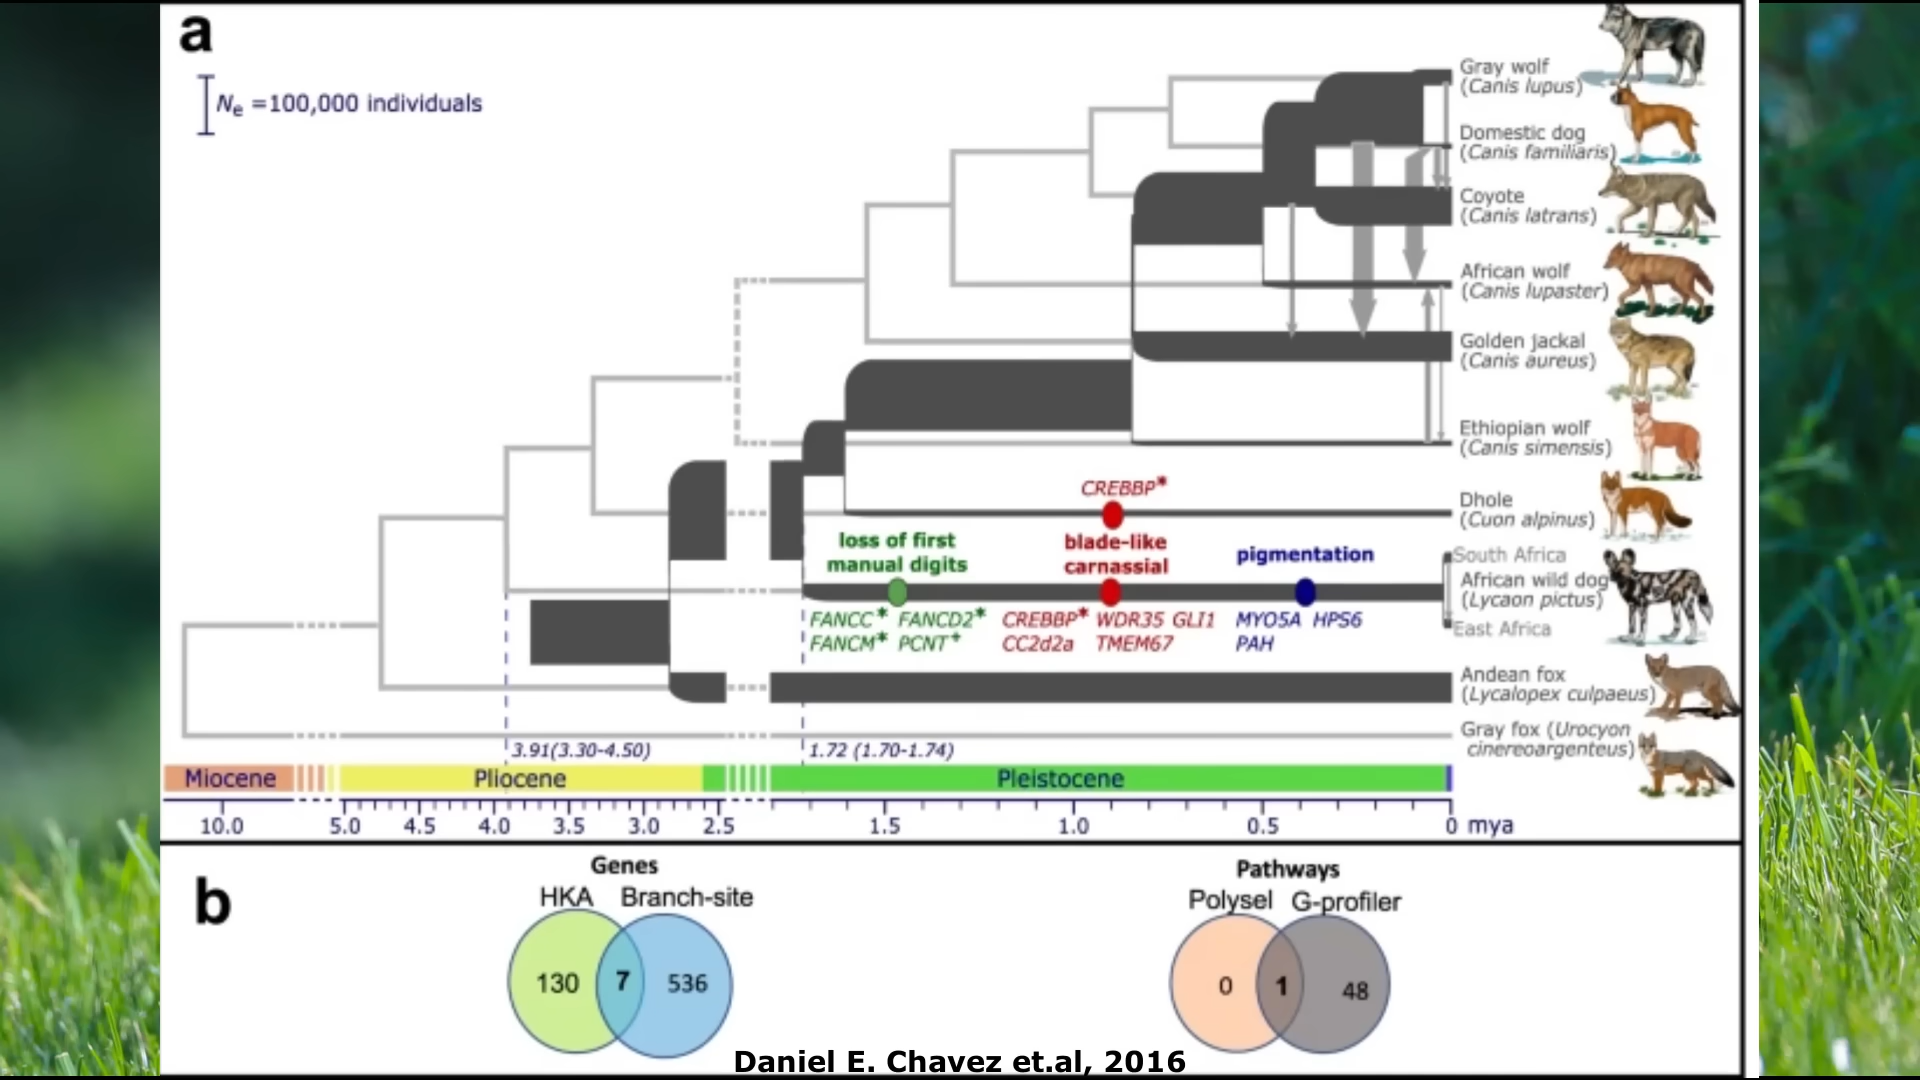 a
Ne =100,000 individuals
Gray wolf
(Canis lupus)
Domestic dog
(Canis familiaris)
Coyote
(Canis latrans)
African wolf
(Canis lupaster)
Golden jackal
(Canis aureus)
Ethiopian wolf
(Canis simensis)
CREBBP*
Dhole
(Cuon alpinus)
loss of first
manual digits
blade-like
carnassial
pigmentation
South Africa
African wild dog
(Lycaon pictus)
East Africa
FANCC* FANCD2*
FANCM* PCNT+
CREBBP* WDR35 GLI1
CC2d2a TMEM67
MYO5A HPS6
PAH
Andean fox
(Lycalopex culpaeus)
Gray fox (Urocyon
cinereoargenteus)
3.91(3.30-4.50)
1.72 (1.70-1.74)
Miocene Pliocene Pleistocene
10.0 5.0 4.5 4.0 3.5 3.0 2.5 1.5 1.0 0.5 0 mya
b
Genes
HKA Branch-site
130 7 536
Pathways
Polysel G-profiler
0 1 48
Daniel E. Chavez et.al, 2016